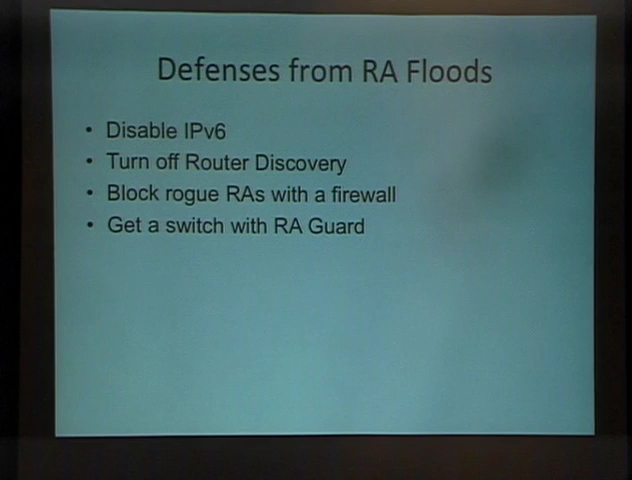 Defenses from RA Floods
• Disable IPv6
• Turn off Router Discovery
• Block rogue RAs with a firewall
• Get a switch with RA Guard